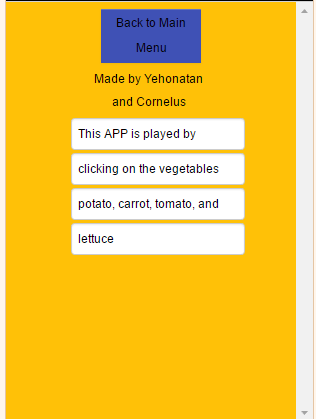 Back to Main
Menu
Made by Yehonatan
and Cornelus
This APP is played by
clicking on the vegetables
potato, carrot, tomato, and
lettuce